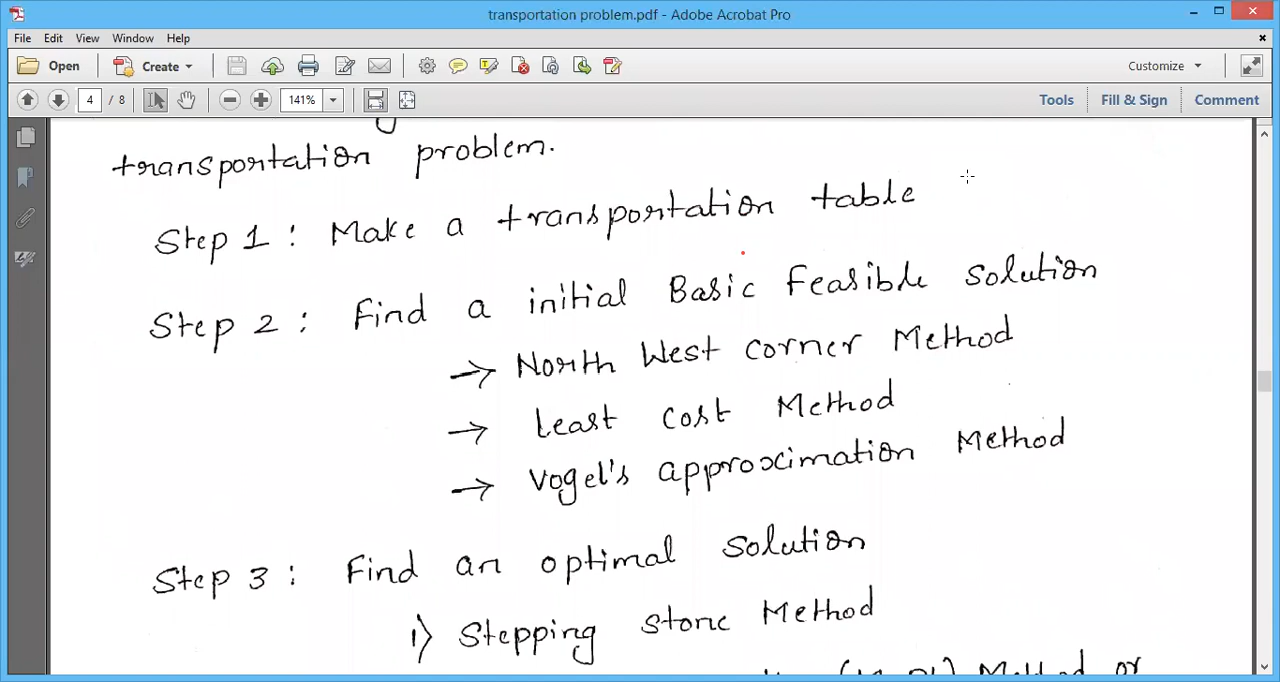 transportation problem.pdf - Adobe Acrobat Pro
File Edit View Window Help
Open Create Customize
4 / 8 141% Tools Fill & Sign Comment
transportation problem.
Step 1 : Make a transportation table
Step 2 : Find a initial Basic Feasible solution
→ North West corner Method
→ Least cost Method
→ Vogel's approximation Method
Step 3 : Find an optimal solution
i) Stepping stone Method
Method or